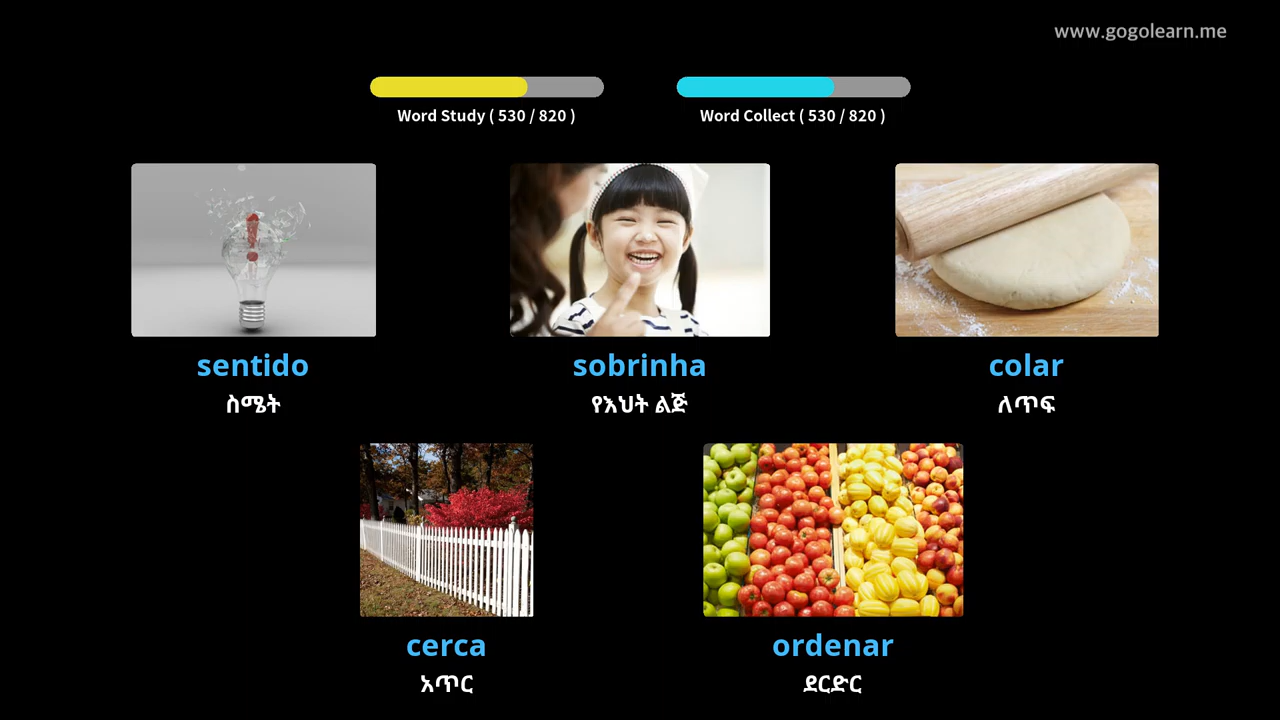 www.gogolearn.me
Word Study ( 530 / 820 )
Word Collect ( 530 / 820 )
sentido
ስሜት
sobrinha
የእህት ልጅ
colar
ለጥፍ
cerca
አጥር
ordenar
ደርድር